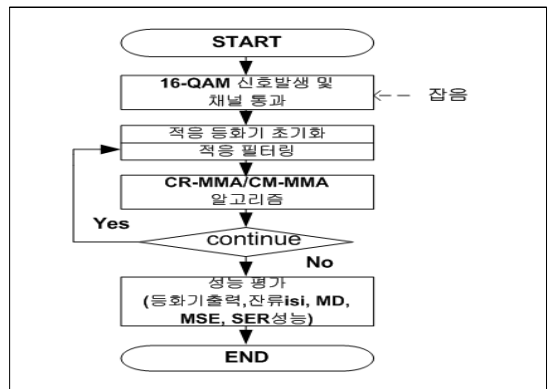 START
16-QAM 신호발생 및
채널 통과
잡음
적응 등화기 초기화
적응 필터링
CR-MMA/CM-MMA
알고리즘
Yes
continue
No
성능 평가
(등화기출력,잔류isi, MD,
MSE, SER성능)
END